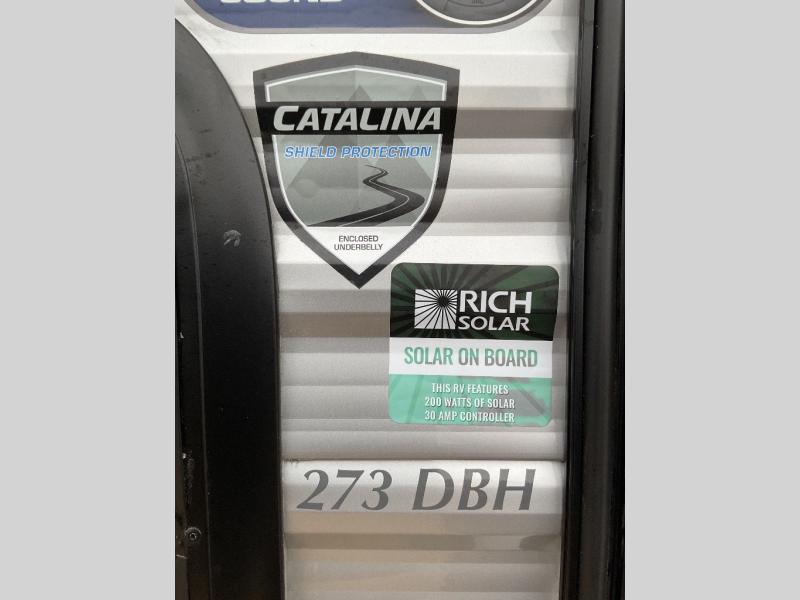 SOUND
CATALINA
SHIELD PROTECTION
ENCLOSED
UNDERBELLY
RICH
SOLAR
SOLAR ON BOARD
THIS RV FEATURES
200 WATTS OF SOLAR
30 AMP CONTROLLER
273 DBH